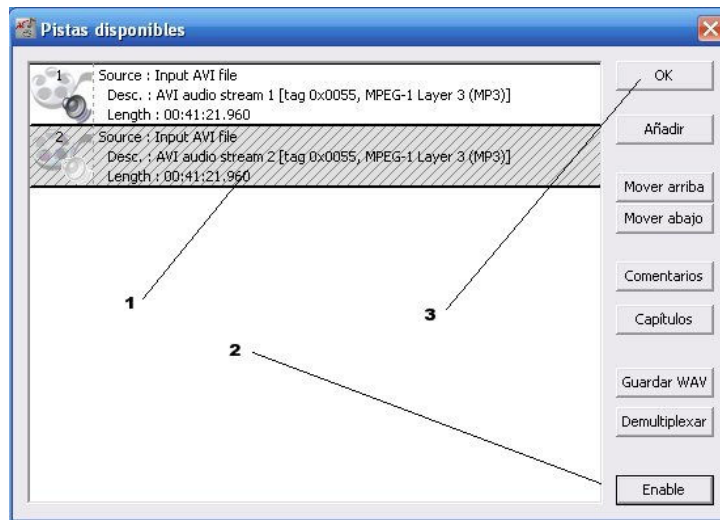 Pistas disponibles
1
Source : Input AVI file
Desc. : AVI audio stream 1 [tag 0x0055, MPEG-1 Layer 3 (MP3)]
Length : 00:41:21.960
2
Source : Input AVI file
Desc. : AVI audio stream 2 [tag 0x0055, MPEG-1 Layer 3 (MP3)]
Length : 00:41:21.960
1
2
3
OK
Añadir
Mover arriba
Mover abajo
Comentarios
Capítulos
Guardar WAV
Demultiplexar
Enable